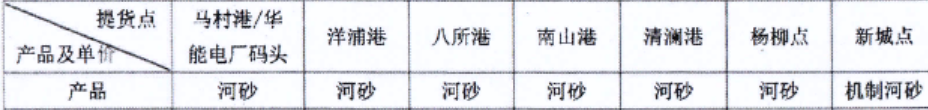 提货点 马村港/华能电厂码头 洋浦港 八所港 南山港 清澜港 杨柳点 新城点
产品及单价
产品 河砂 河砂 河砂 河砂 河砂 河砂 机制河砂